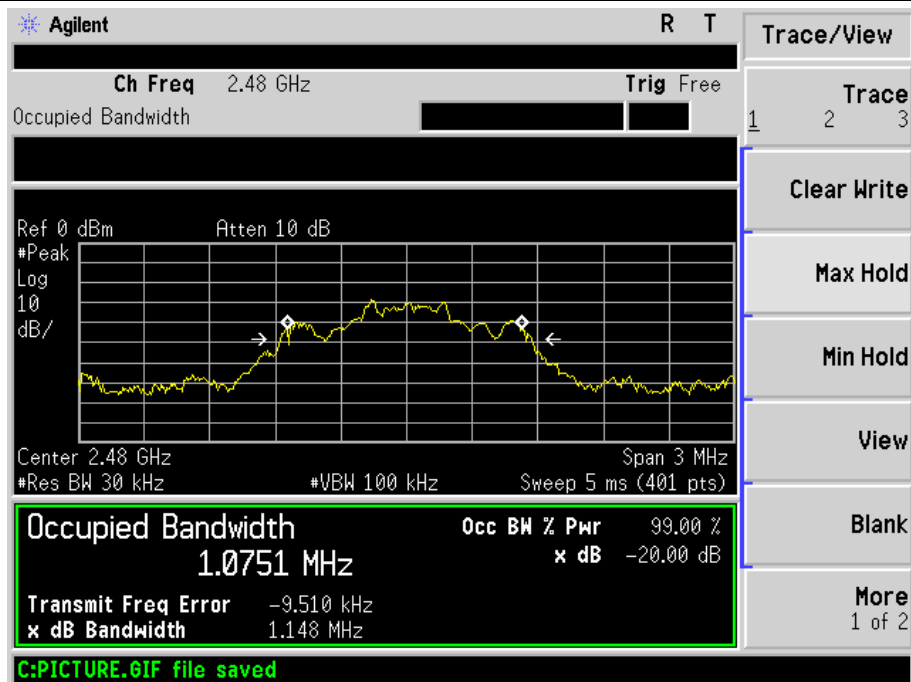 Agilent
R T
Trace/View
Ch Freq 2.48 GHz
Trig Free
Occupied Bandwidth
Trace
1 2 3
Clear Write
Max Hold
Min Hold
View
Blank
More
1 of 2
Ref 0 dBm
Atten 10 dB
#Peak
Log
10
dB/
Center 2.48 GHz
Span 3 MHz
#Res BW 30 kHz
#VBW 100 kHz
Sweep 5 ms (401 pts)
Occupied Bandwidth
1.0751 MHz
Occ BW % Pwr 99.00 %
x dB -20.00 dB
Transmit Freq Error -9.510 kHz
x dB Bandwidth 1.148 MHz
C:PICTURE.GIF file saved